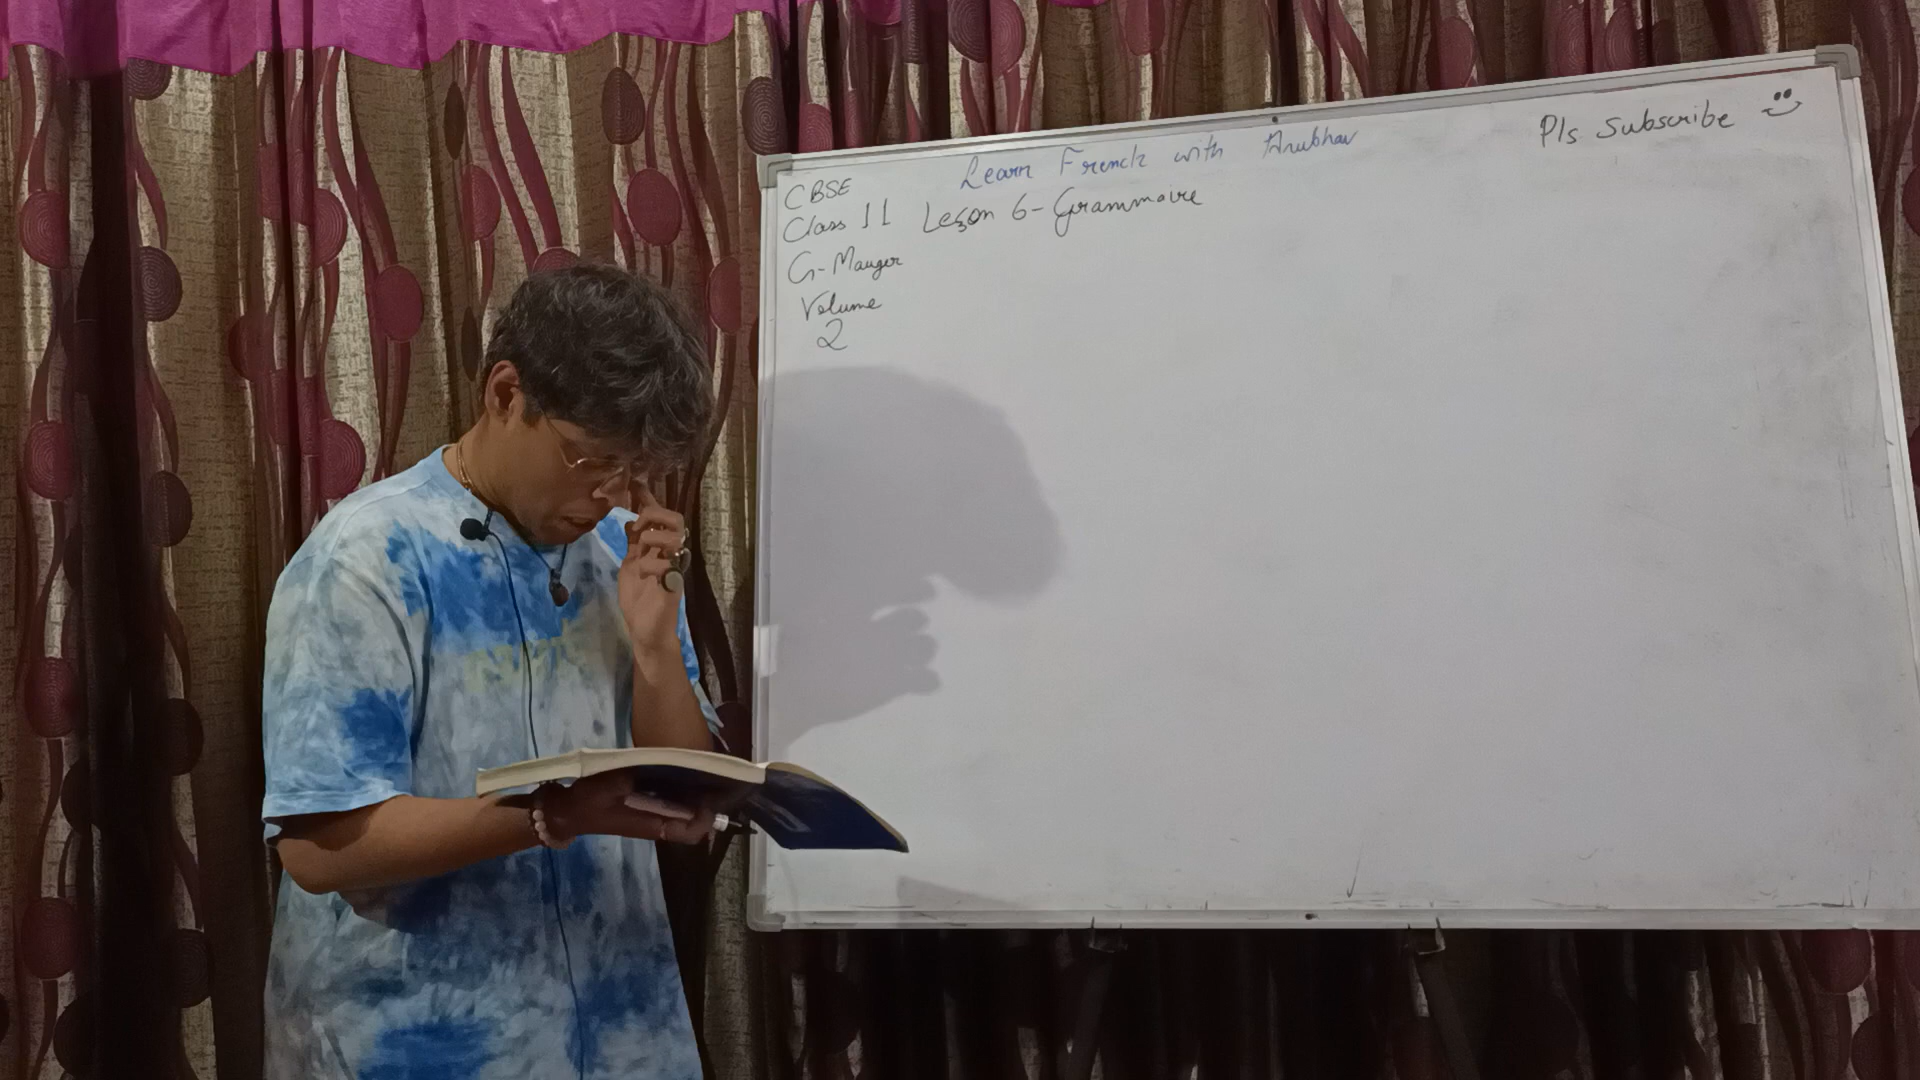 Learn French with Anubhav
Pls Subscribe
CBSE
Class 11 Leçon 6- Grammaire
G-Mauger
Volume
2